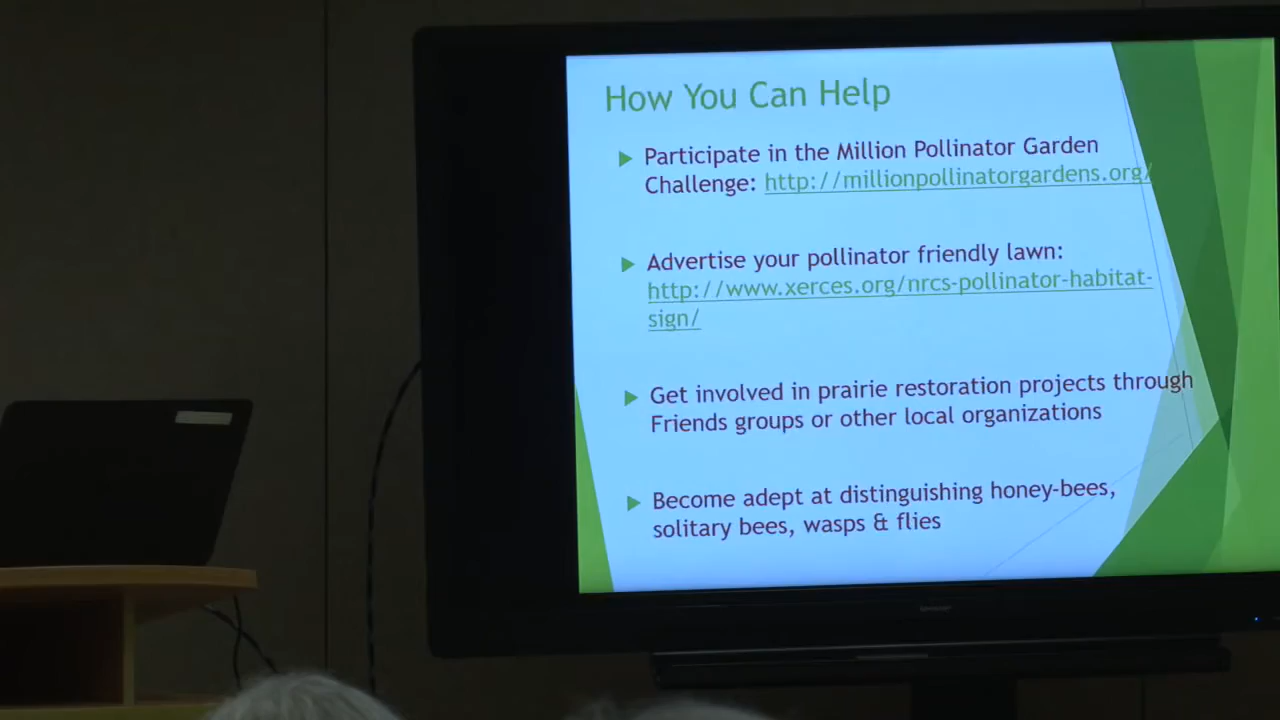 How You Can Help
Participate in the Million Pollinator Garden
Challenge: http://millionpollinatorgardens.org/
Advertise your pollinator friendly lawn:
http://www.xerces.org/nrcs-pollinator-habitat-
sign/
Get involved in prairie restoration projects through
Friends groups or other local organizations
Become adept at distinguishing honey-bees,
solitary bees, wasps & flies